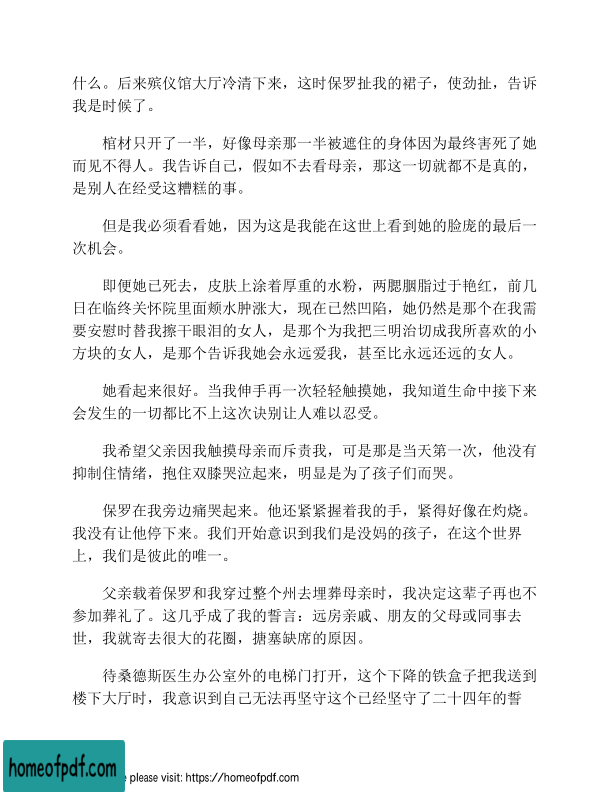 什么。后来殡仪馆大厅冷清下来，这时保罗扯我的裙子，使劲扯，告诉
我是时候了。
棺材只开了一半，好像母亲那一半被遮住的身体因为最终害死了她
而见不得人。我告诉自己，假如不去看母亲，那这一切就都不是真的，
是别人在经受这糟糕的事。
但是我必须看看她，因为这是我能在这世上看到她的脸庞的最后一
次机会。
即便她已死去，皮肤上涂着厚重的水粉，两腮胭脂过于艳红，前几
日在临终关怀院里面颊水肿涨大，现在已然凹陷，她仍然是那个在我需
要安慰时替我擦干眼泪的女人，是那个为我把三明治切成我所喜欢的小
方块的女人，是那个告诉我她会永远爱我，甚至比永远还远的女人。
她看起来很好。当我伸手再一次轻轻触摸她，我知道生命中接下来
会发生的一切都比不上这次诀别让人难以忍受。
我希望父亲因我触摸母亲而斥责我，可是那是当天第一次，他没有
抑制住情绪，抱住双膝哭泣起来，明显是为了孩子们而哭。
保罗在我旁边痛哭起来。他还紧紧握着我的手，紧得好像在灼烧。
我没有让他停下来。我们开始意识到我们是没妈的孩子，在这个世界
上，我们是彼此的唯一。
父亲载着保罗和我穿过整个州去埋葬母亲时，我决定这辈子再也不
参加葬礼了。这几乎成了我的誓言：远房亲戚、朋友的父母或同事去
世，我就寄去很大的花圈，搪塞缺席的原因。
待桑德斯医生办公室外的电梯门打开，这个下降的铁盒子把我送到
楼下大厅时，我意识到自己无法再坚守这个已经坚守了二十四年的誓
homeofpdf.com
e please visit: https://homeofpdf.com